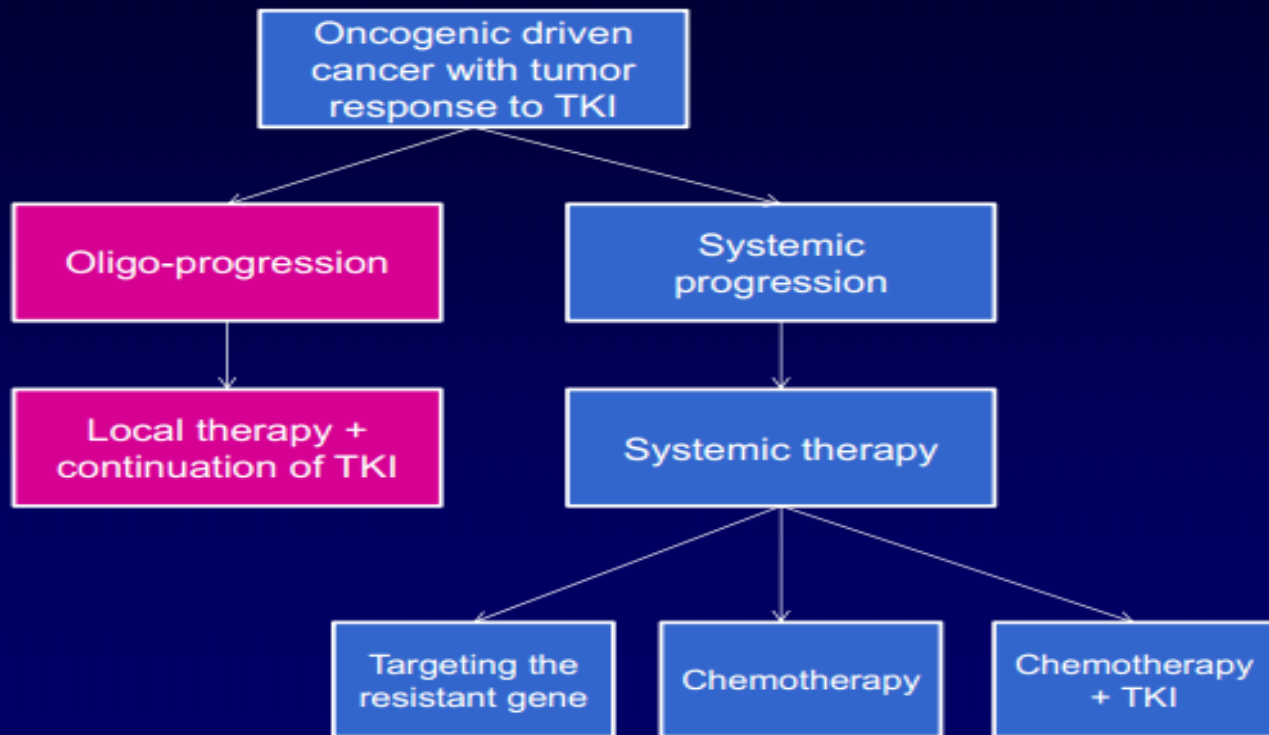 Oncogenic driven
cancer with tumor
response to TKI
Oligo-progression
Systemic
progression
Local therapy +
continuation of TKI
Systemic therapy
Targeting the
resistant gene
Chemotherapy
Chemotherapy
+ TKI